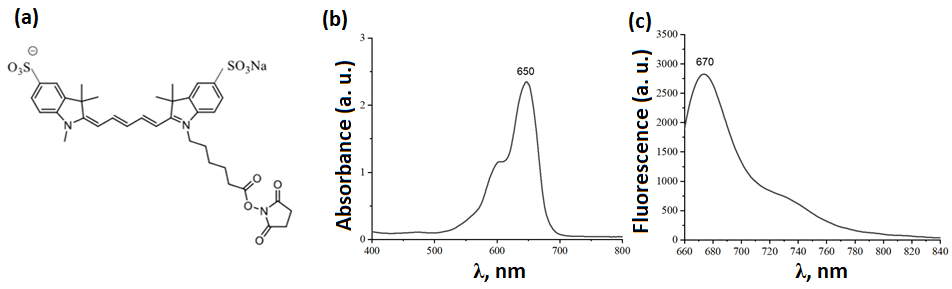 (a)
⊖
O₃S
SO₃Na
N
N
O
O
N
O
O
(b)
Absorbance (a. u.)
3
2
1
0
650
400 500 600 700 800
λ, nm
(c)
Fluorescence (a. u.)
3500
3000
2500
2000
1500
1000
500
0
670
660 680 700 720 740 760 780 800 820 840
λ, nm